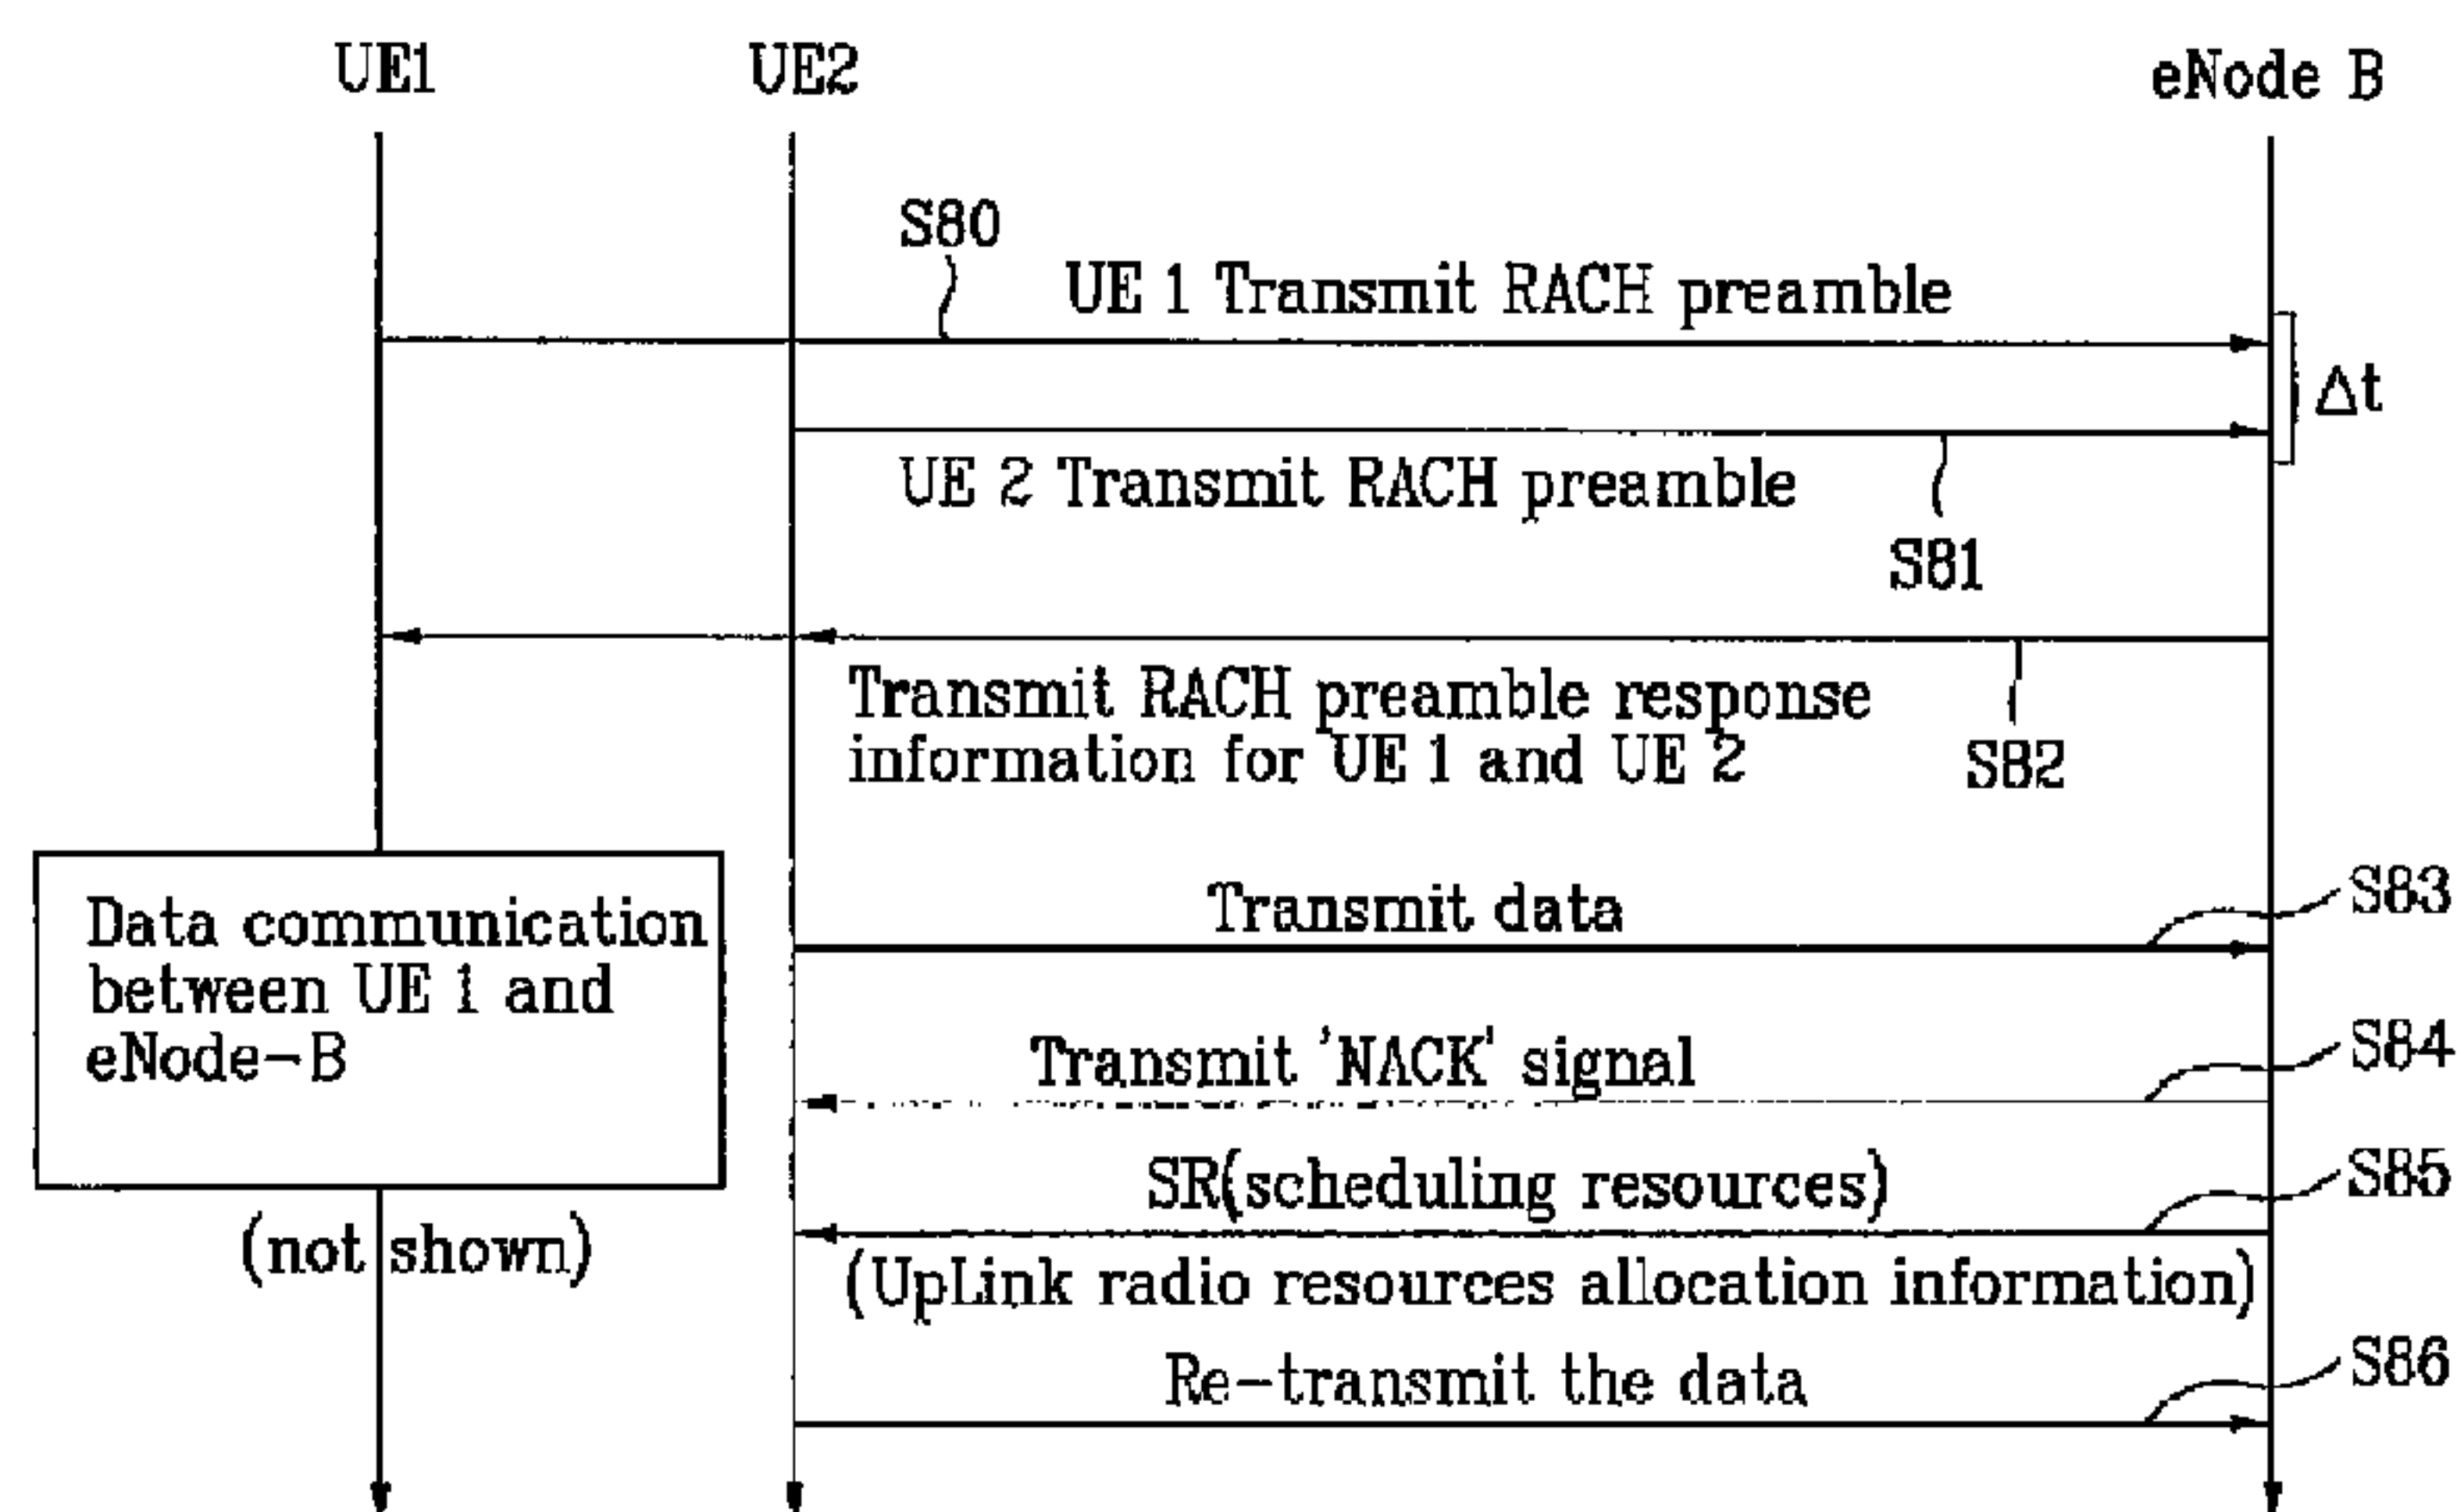 UE1
UE2
eNode B
S80
UE 1 Transmit RACH preamble
Δt
UE 2 Transmit RACH preamble
S81
Transmit RACH preamble response
information for UE 1 and UE 2
S82
Data communication
between UE 1 and
eNode-B
(not shown)
Transmit data
S83
Transmit 'NACK' signal
S84
SR(scheduling resources)
S85
(UpLink radio resources allocation information)
Re-transmit the data
S86